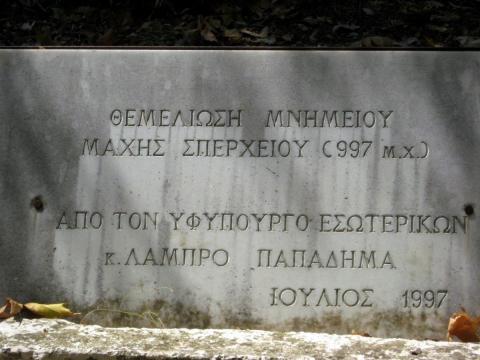 ΘΕΜΕΛΙΩΣΗ ΜΝΗΜΕΙΟΥ
ΜΑΧΗΣ ΣΠΕΡΧΕΙΟΥ (997 μ.χ.)
ΑΠΟ ΤΟΝ ΥΦΥΠΟΥΡΓΟ ΕΣΩΤΕΡΙΚΩΝ
κ. ΛΑΜΠΡΟ ΠΑΠΑΔΗΜΑ
ΙΟΥΛΙΟΣ 1997